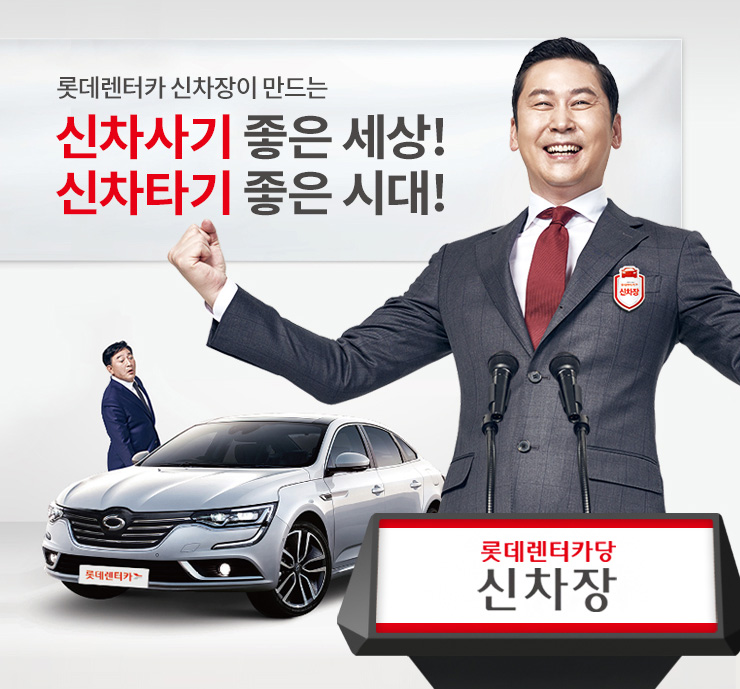 롯데렌터카 신차장이 만드는
신차사기 좋은 세상!
신차타기 좋은 시대!
신차장
롯데렌터카
롯데렌터카당
신차장